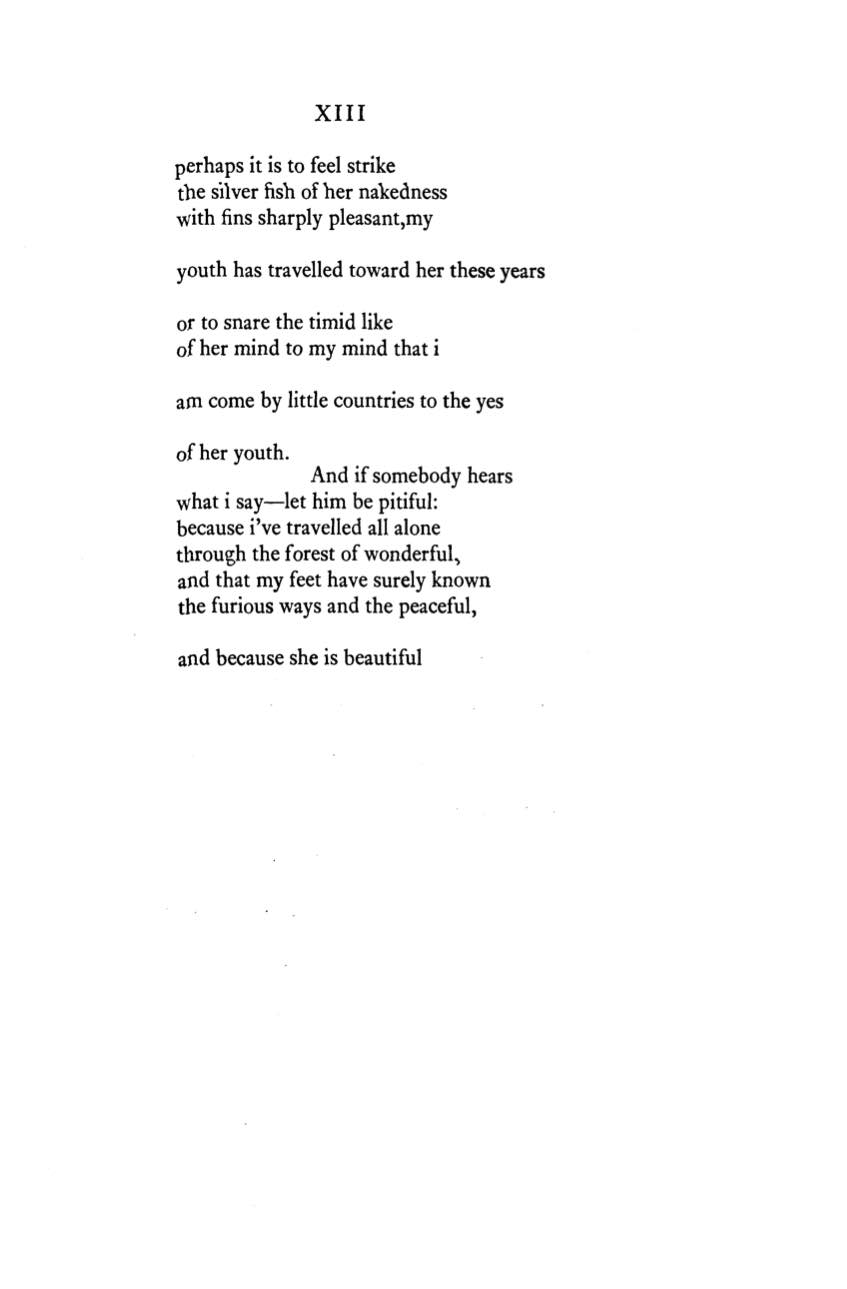 XIII
perhaps it is to feel strike
the silver fish of her nakedness
with fins sharply pleasant,my
youth has travelled toward her these years
or to snare the timid like
of her mind to my mind that i
am come by little countries to the yes
of her youth.
And if somebody hears
what i say—let him be pitiful:
because i've travelled all alone
through the forest of wonderful,
and that my feet have surely known
the furious ways and the peaceful,
and because she is beautiful